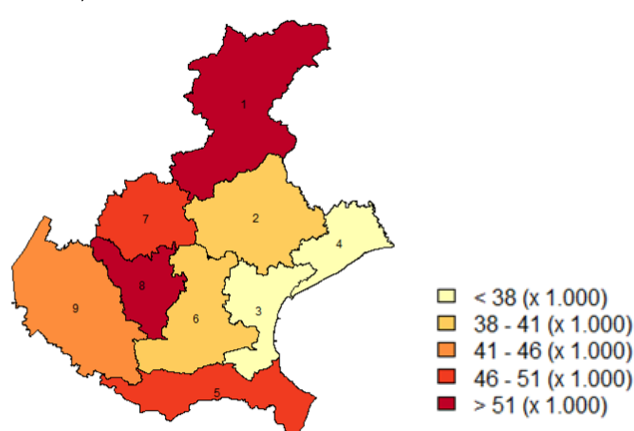 1
7
2
4
8
3
9
6
5
< 38 (x 1.000)
38 - 41 (x 1.000)
41 - 46 (x 1.000)
46 - 51 (x 1.000)
> 51 (x 1.000)